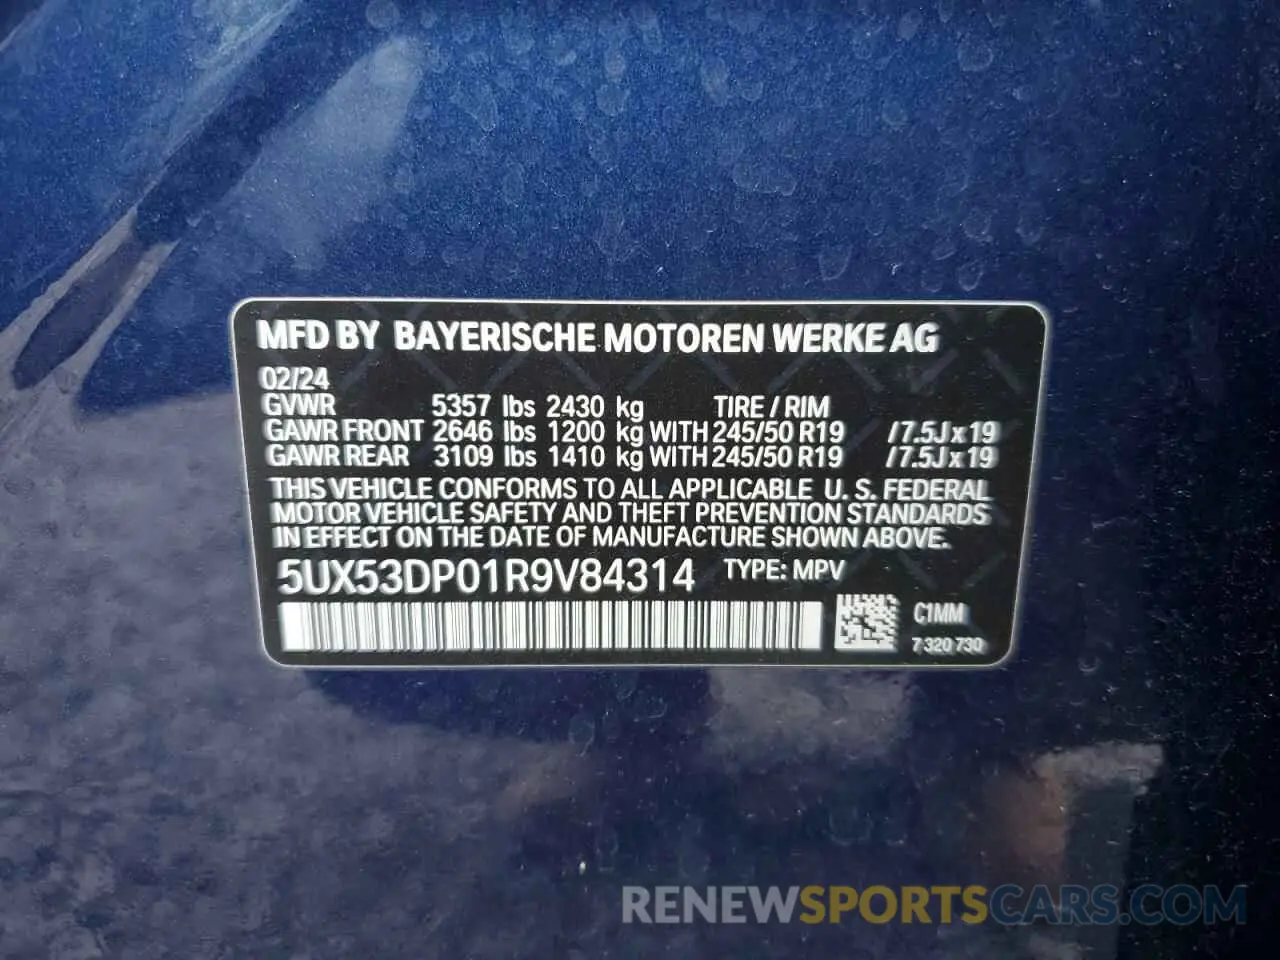 MFD BY BAYERISCHE MOTOREN WERKE AG
02/24
GVWR 5357 lbs 2430 kg TIRE / RIM
GAWR FRONT 2646 lbs 1200 kg WITH 245/50 R19 /7.5J x 19
GAWR REAR 3109 lbs 1410 kg WITH 245/50 R19 /7.5J x 19
THIS VEHICLE CONFORMS TO ALL APPLICABLE U. S. FEDERAL
MOTOR VEHICLE SAFETY AND THEFT PREVENTION STANDARDS
IN EFFECT ON THE DATE OF MANUFACTURE SHOWN ABOVE.
5UX53DP01R9V84314 TYPE: MPV
C1MM
7 320 730
RENEWSPORTSCARS.COM